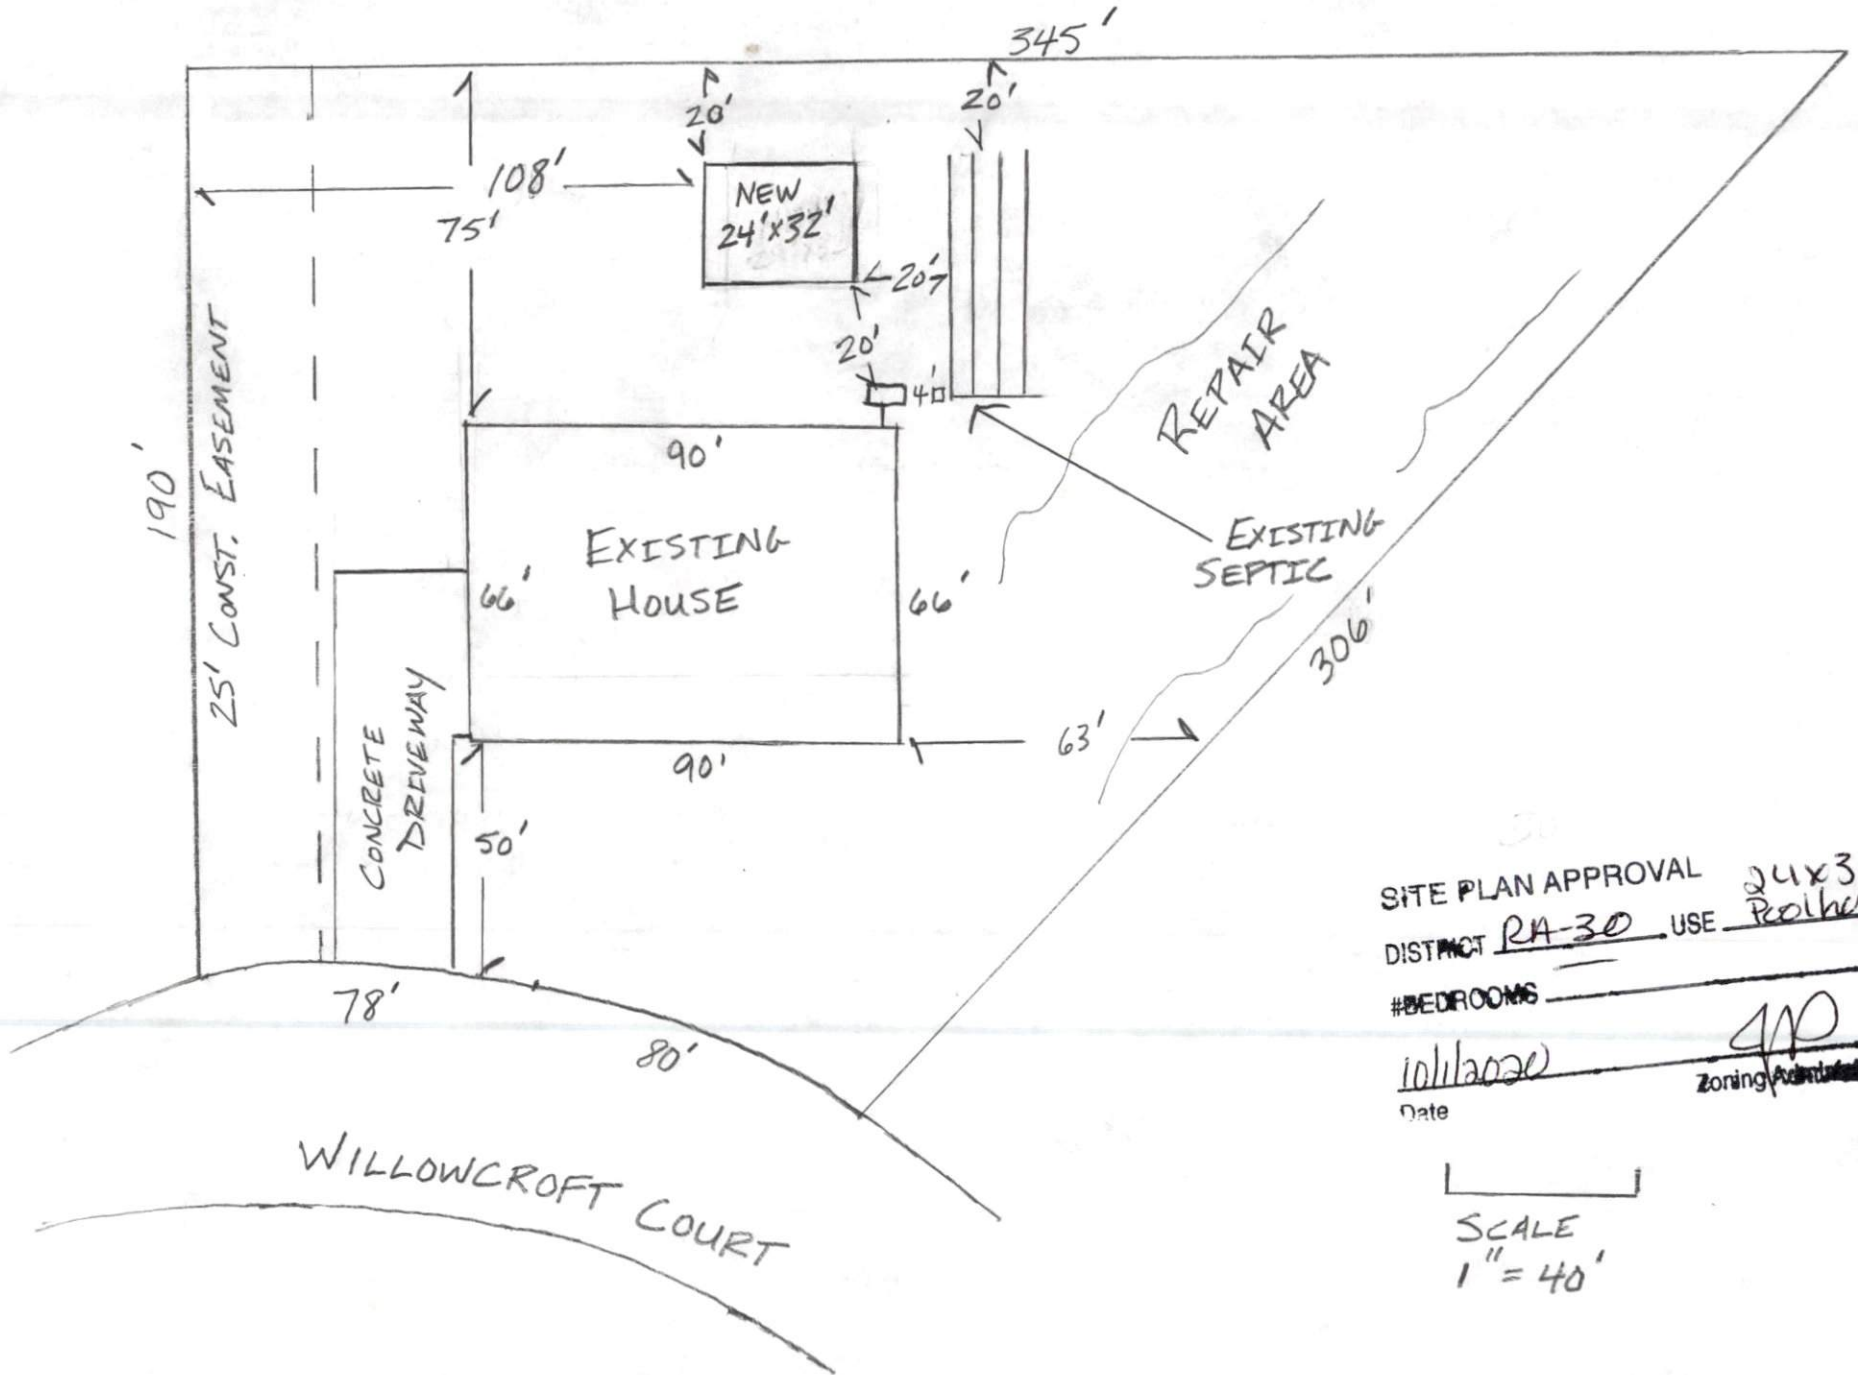 345'
20'
20'
108'
75'
NEW
24'x32'
20'
20'
4'
190'
25' CONST. EASEMENT
REPAIR
AREA
90'
EXISTING
HOUSE
66'
66'
EXISTING
SEPTIC
306'
63'
90'
CONCRETE
DRIVEWAY
50'
78'
80'
WILLOWCROFT COURT
SITE PLAN APPROVAL 24x3
DISTRICT RA-30 USE
#BEDROOMS
10/1/2020
Date
Zoning
SCALE
1" = 40'